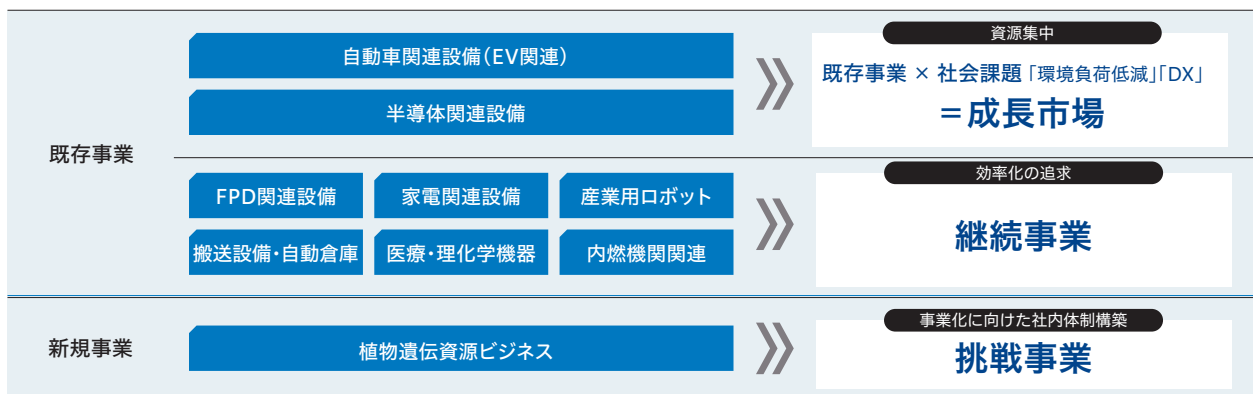 既存事業
自動車関連設備（EV関連）
半導体関連設備
資源集中
既存事業 × 社会課題「環境負荷低減」「DX」
＝成長市場
FPD関連設備
家電関連設備
産業用ロボット
搬送設備・自動倉庫
医療・理化学機器
内燃機関関連
効率化の追求
継続事業
新規事業
植物遺伝資源ビジネス
事業化に向けた社内体制構築
挑戦事業